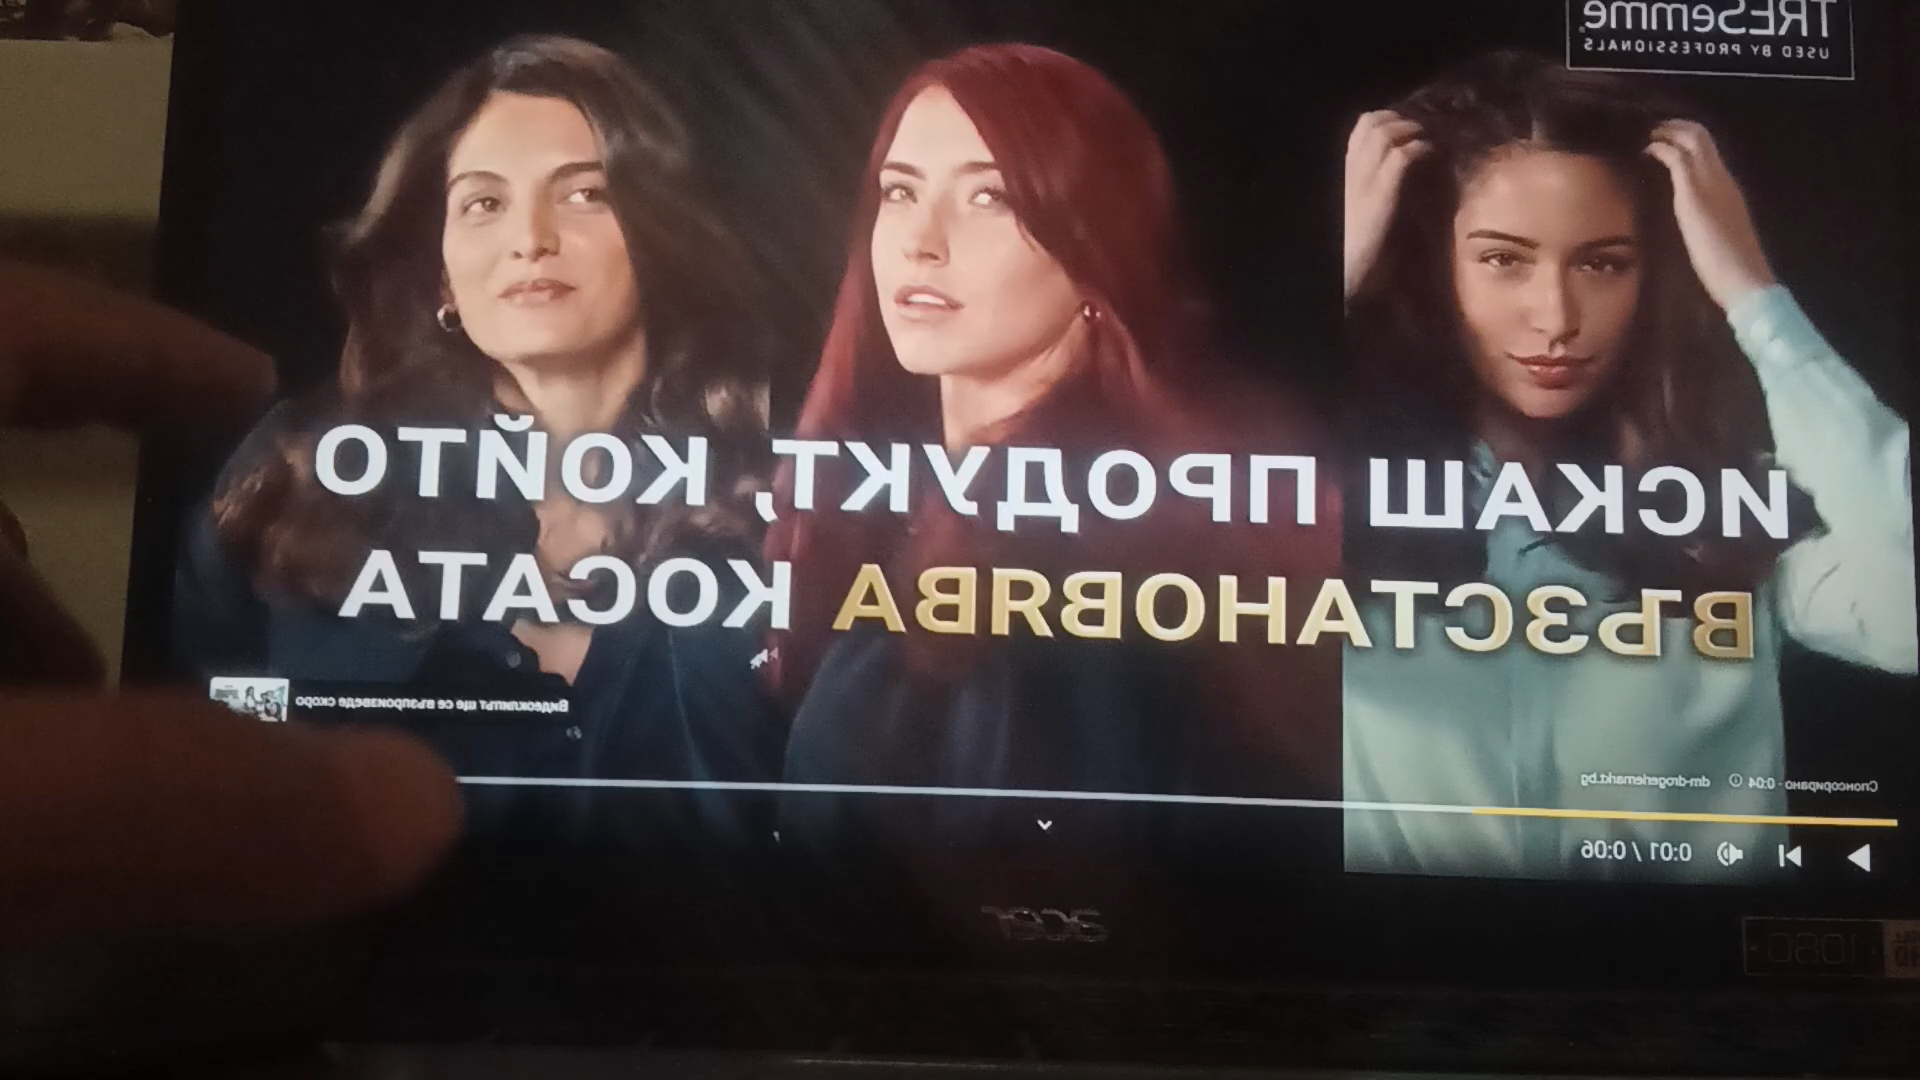 TRESemmé
USED BY PROFESSIONALS
ИСКАШ ПРОДУКТ, КОЙТО
ВЪЗСТАНОВЯВА КОСАТА
Видеоклипът ще се възпроизведе скоро
Спонсорирано · 0:04 dm-drogeriemarkt.bg
0:01 / 0:06
acer
1080